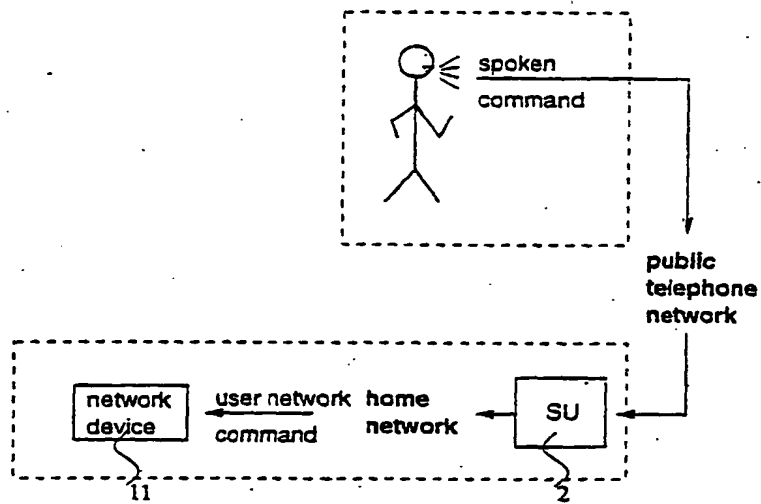 spoken
command
public
telephone
network
network
device
user network
command
home
network
SU
11
2